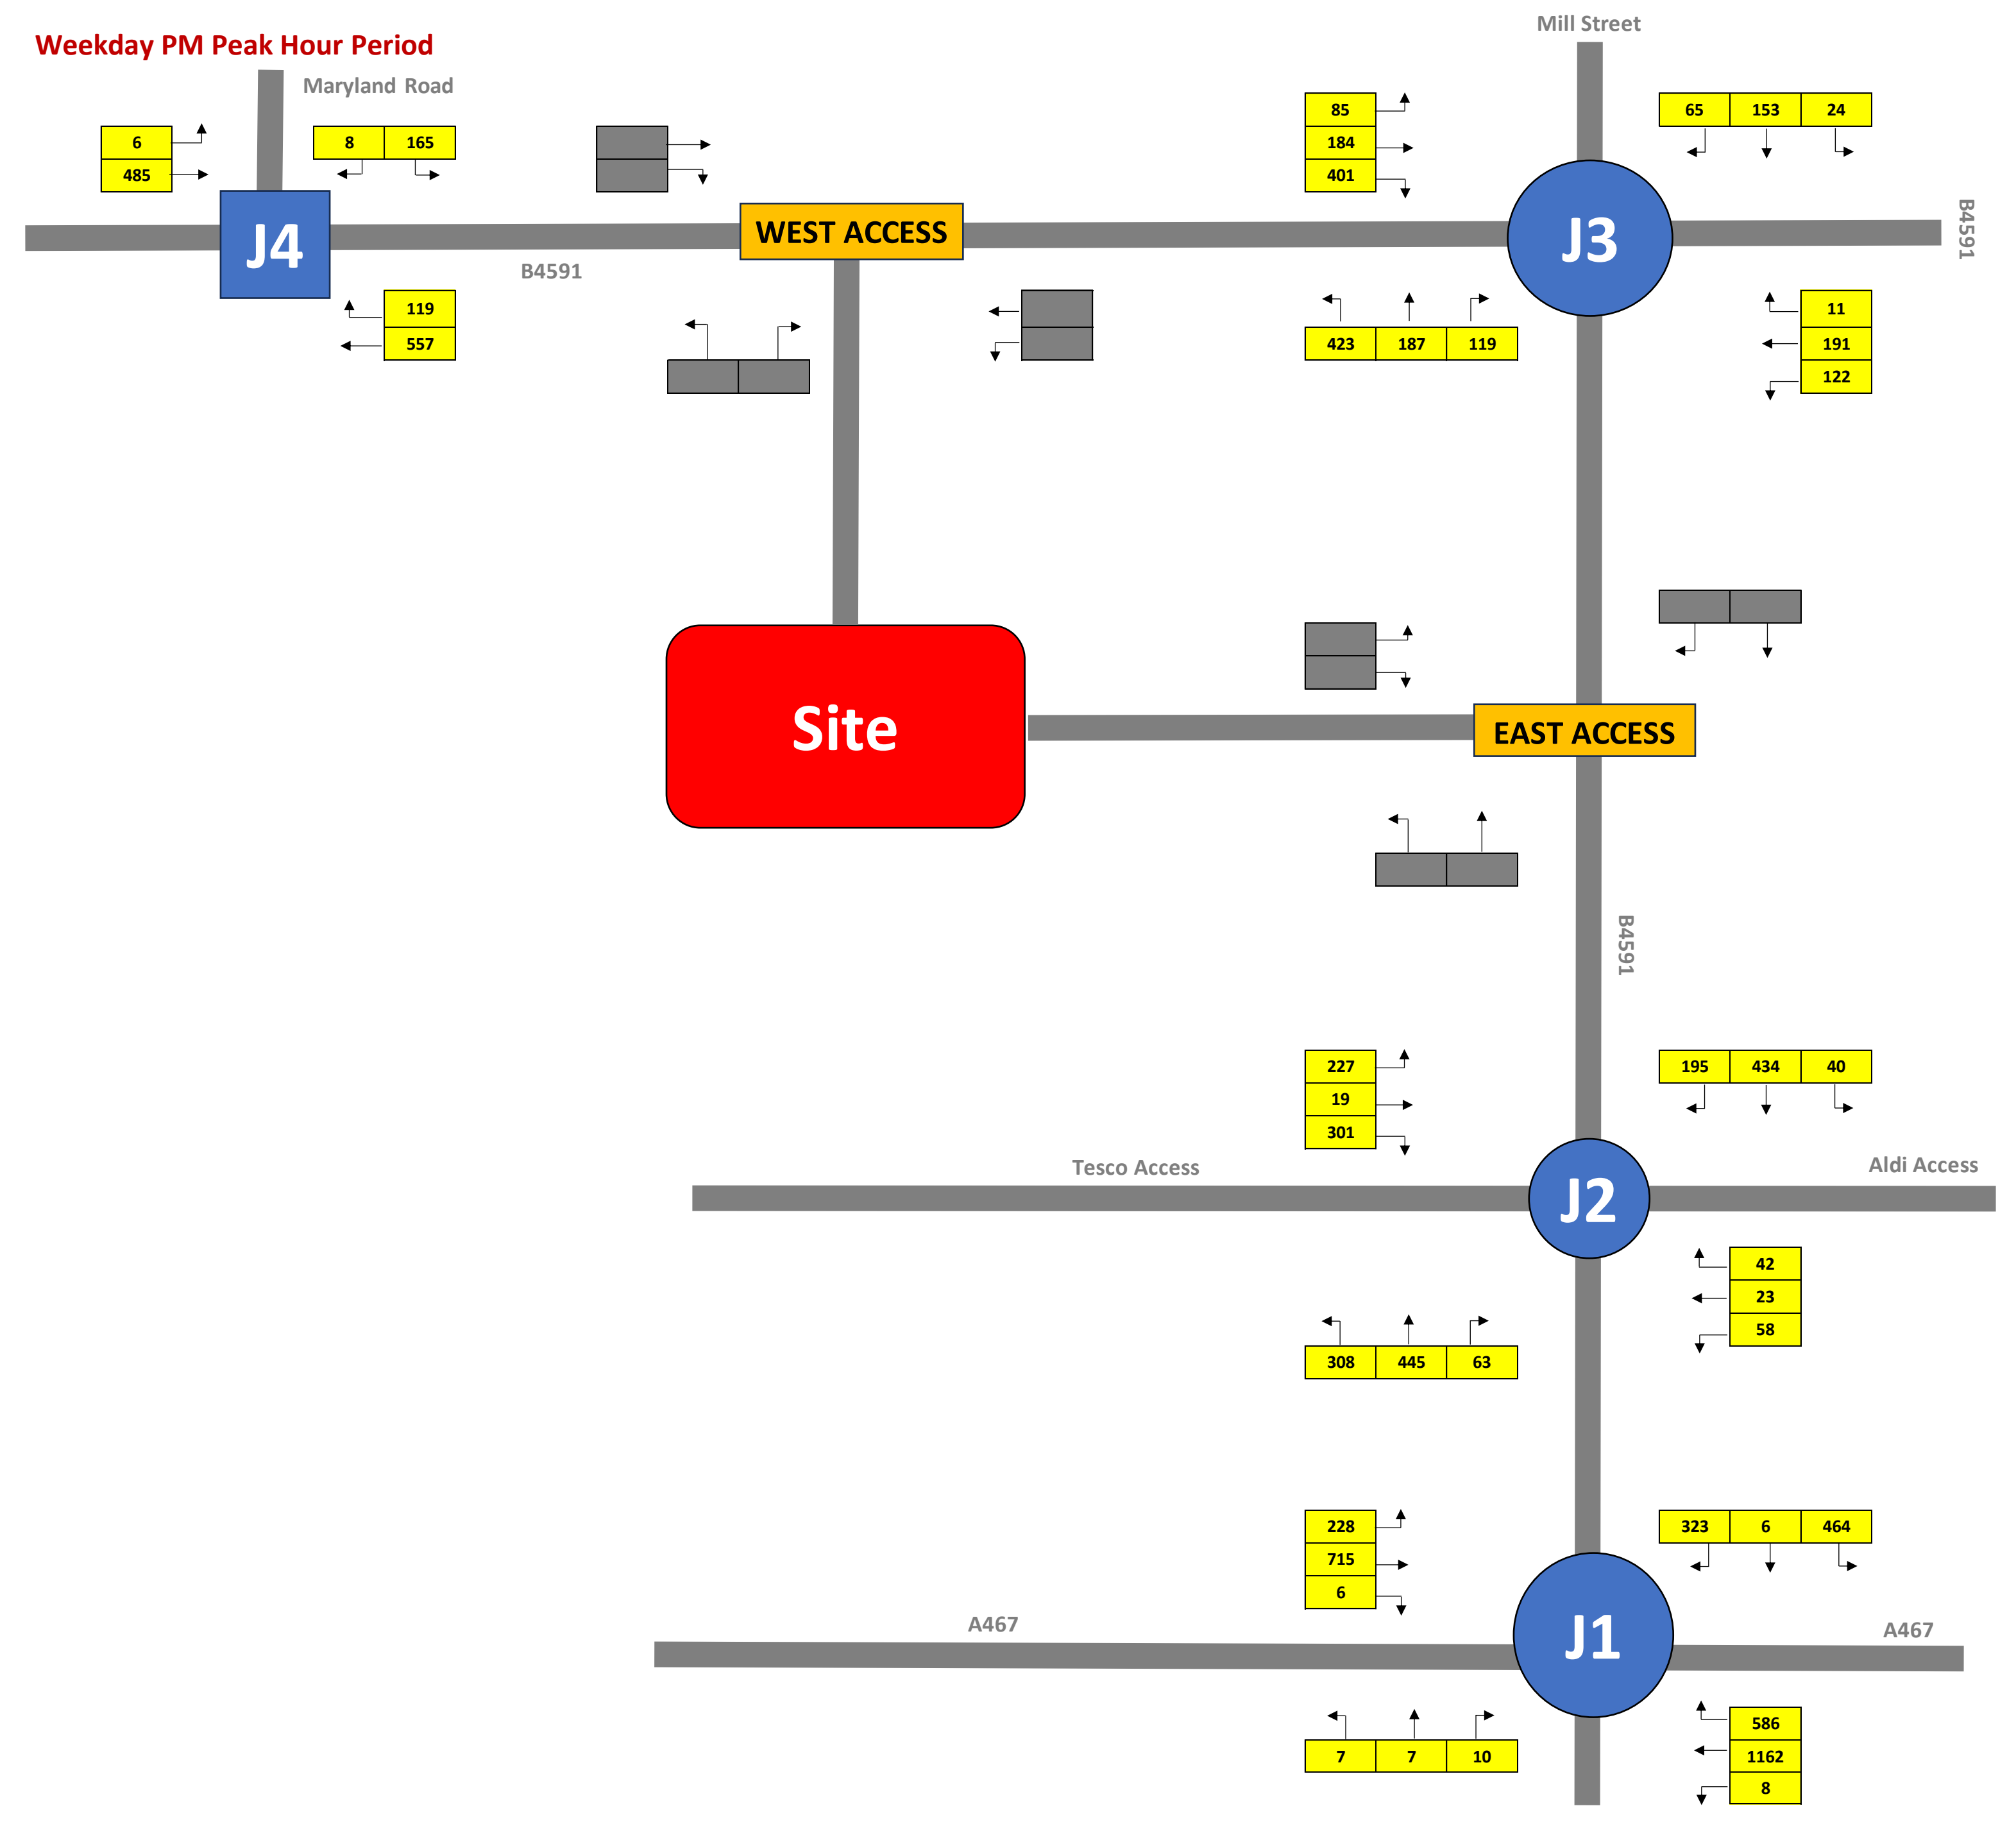 Mill Street
Weekday PM Peak Hour Period
Maryland Road
85
184
401
65 153 24
6
485
8 165
B4591
J4
WEST ACCESS
J3
B4591
119
557
423 187 119
11
191
122
Site
EAST ACCESS
B4591
227
19
301
195 434 40
Tesco Access
Aldi Access
J2
42
23
58
308 445 63
228
715
6
323 6 464
A467
A467
J1
7 7 10
586
1162
8